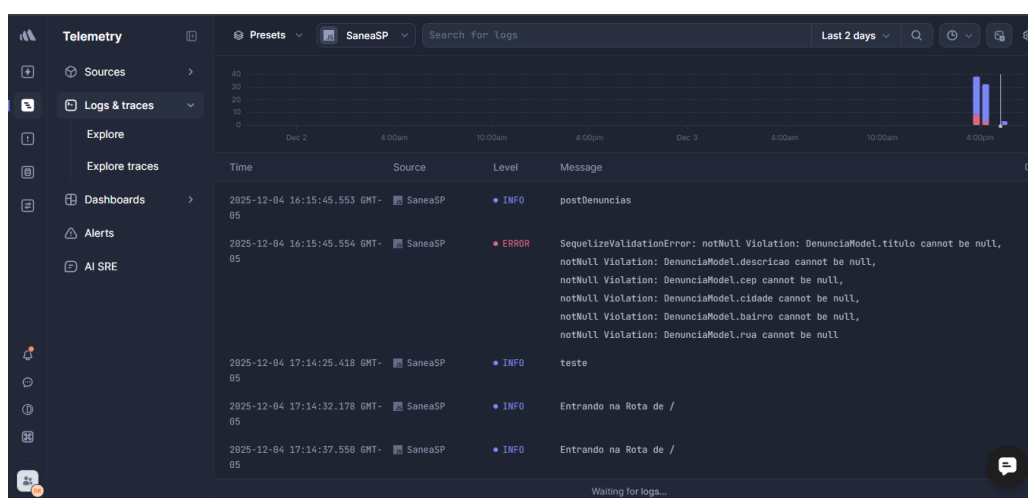 Telemetry
Presets
JS SaneaSP
Search for logs
Last 2 days
Sources
Logs & traces
Explore
Explore traces
Dashboards
Alerts
AI SRE
40
30
20
10
0
Dec 2 4:00am 10:00am 4:00pm Dec 3 4:00am 10:00am 4:00pm
Time Source Level Message
2025-12-04 16:15:45.553 GMT- SaneaSP INFO postDenuncias
05
2025-12-04 16:15:45.554 GMT- SaneaSP ERROR SequelizeValidationError: notNull Violation: DenunciaModel.titulo cannot be null,
05 notNull Violation: DenunciaModel.descricao cannot be null,
notNull Violation: DenunciaModel.cep cannot be null,
notNull Violation: DenunciaModel.cidade cannot be null,
notNull Violation: DenunciaModel.bairro cannot be null,
notNull Violation: DenunciaModel.rua cannot be null
2025-12-04 17:14:25.418 GMT- SaneaSP INFO teste
05
2025-12-04 17:14:32.178 GMT- SaneaSP INFO Entrando na Rota de /
05
2025-12-04 17:14:37.550 GMT- SaneaSP INFO Entrando na Rota de /
05
Waiting for logs...